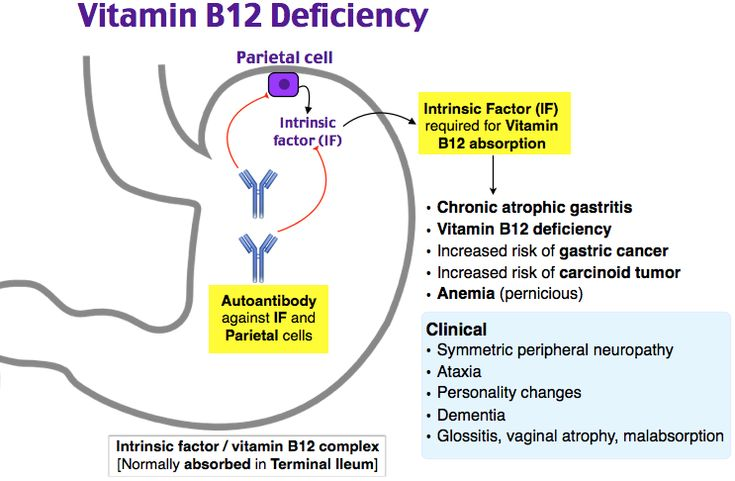 Vitamin B12 Deficiency
Parietal cell
Intrinsic
factor (IF)
Intrinsic Factor (IF)
required for Vitamin
B12 absorption
• Chronic atrophic gastritis
• Vitamin B12 deficiency
• Increased risk of gastric cancer
• Increased risk of carcinoid tumor
• Anemia (pernicious)
Autoantibody
against IF and
Parietal cells
Clinical
• Symmetric peripheral neuropathy
• Ataxia
• Personality changes
• Dementia
• Glossitis, vaginal atrophy, malabsorption
Intrinsic factor / vitamin B12 complex
[Normally absorbed in Terminal Ileum]